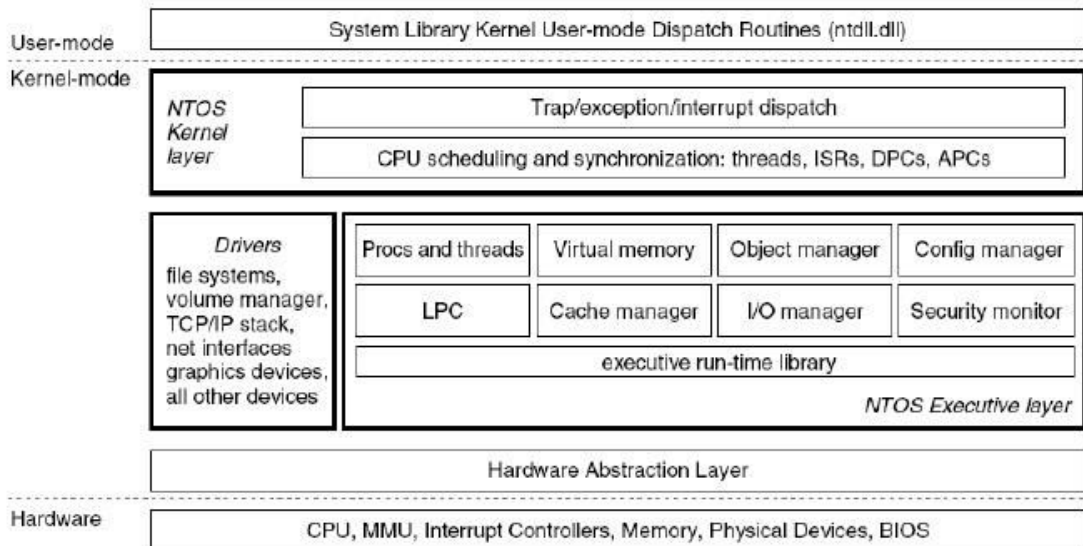 System Library Kernel User-mode Dispatch Routines (ntdll.dll)
User-mode
Kernel-mode
NTOS
Kernel
layer
Trap/exception/interrupt dispatch
CPU scheduling and synchronization: threads, ISRs, DPCs, APCs
Drivers
file systems,
volume manager,
TCP/IP stack,
net interfaces
graphics devices,
all other devices
Procs and threads
Virtual memory
Object manager
Config manager
LPC
Cache manager
I/O manager
Security monitor
executive run-time library
NTOS Executive layer
Hardware Abstraction Layer
Hardware
CPU, MMU, Interrupt Controllers, Memory, Physical Devices, BIOS